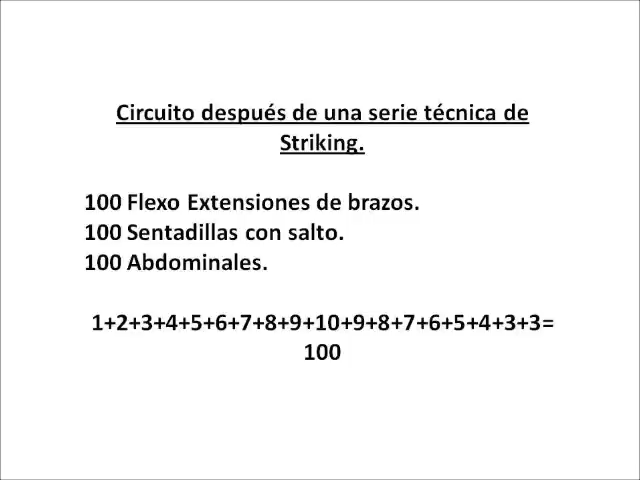 Circuito después de una serie técnica de
Striking.
100 Flexo Extensiones de brazos.
100 Sentadillas con salto.
100 Abdominales.
1+2+3+4+5+6+7+8+9+10+9+8+7+6+5+4+3+3=
100